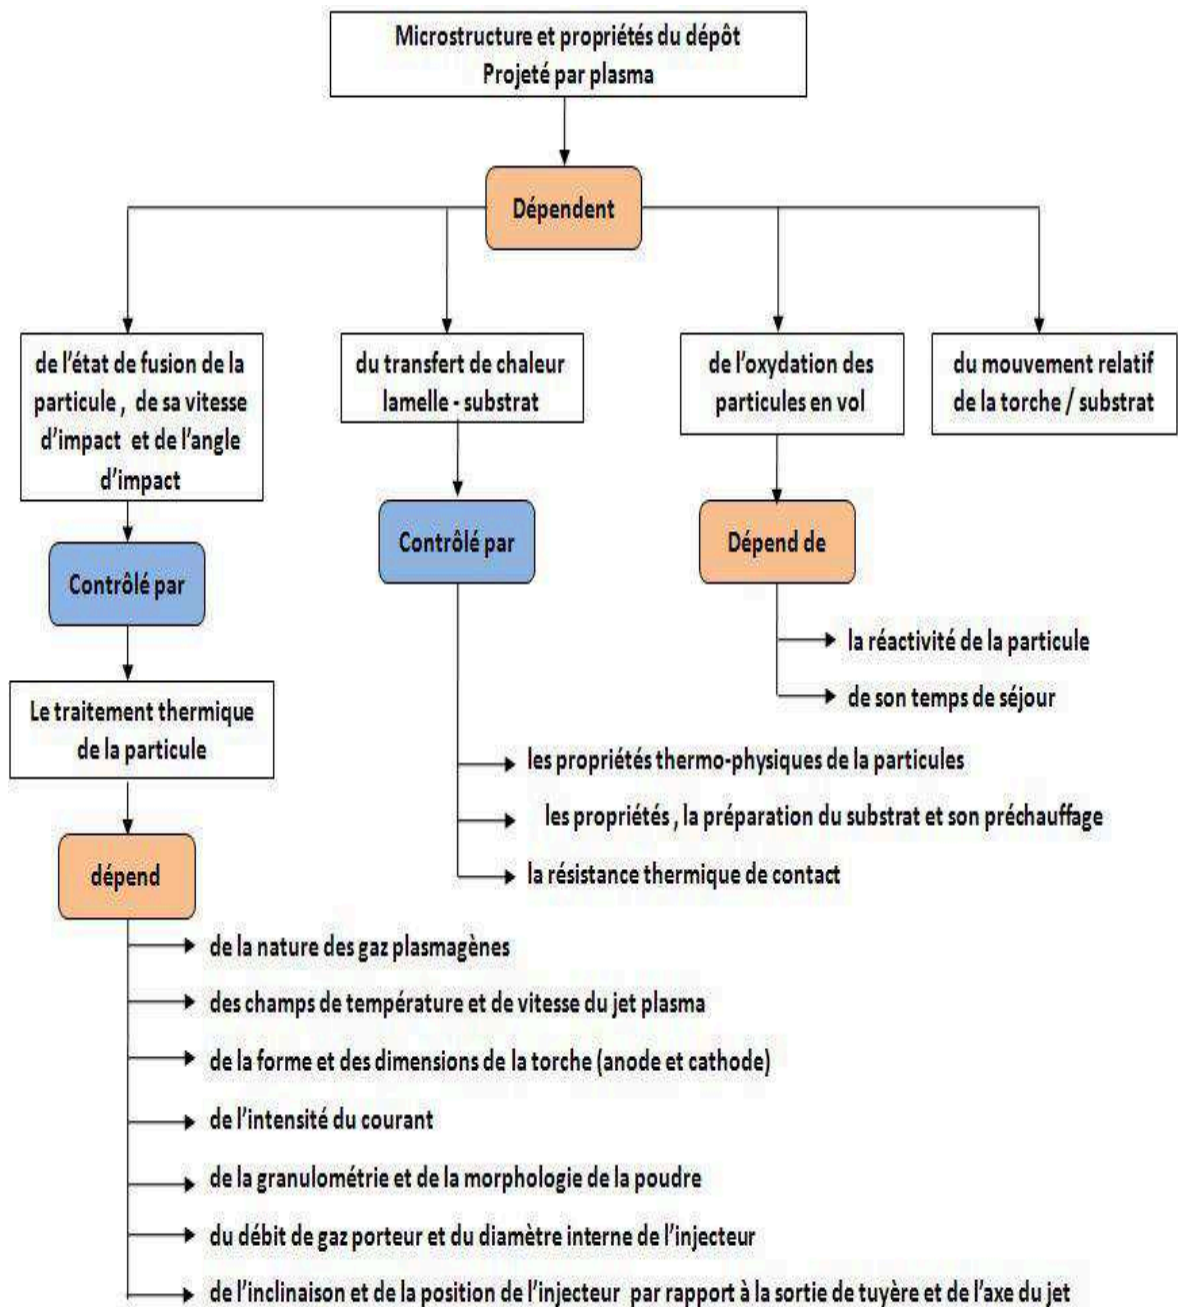 Microstructure et propriétés du dépôt
Projeté par plasma
Dépendent
de l'état de fusion de la
particule , de sa vitesse
d'impact et de l'angle
d'impact
du transfert de chaleur
lamelle - substrat
de l'oxydation des
particules en vol
du mouvement relatif
de la torche / substrat
Contrôlé par
Contrôlé par
Dépend de
la réactivité de la particule
de son temps de séjour
Le traitement thermique
de la particule
les propriétés thermo-physiques de la particules
les propriétés , la préparation du substrat et son préchauffage
la résistance thermique de contact
dépend
de la nature des gaz plasmagènes
des champs de température et de vitesse du jet plasma
de la forme et des dimensions de la torche (anode et cathode)
de l'intensité du courant
de la granulométrie et de la morphologie de la poudre
du débit de gaz porteur et du diamètre interne de l'injecteur
de l'inclinaison et de la position de l'injecteur par rapport à la sortie de tuyère et de l'axe du jet